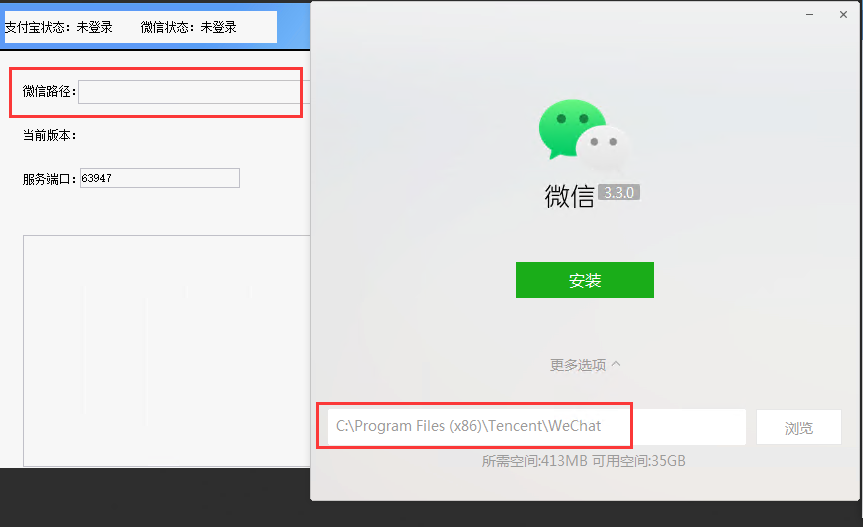 支付宝状态：未登录 微信状态：未登录
微信路径：
当前版本：
服务端口：63947
微信 3.3.0
安装
更多选项
C:\Program Files (x86)\Tencent\WeChat
浏览
所需空间:413MB 可用空间:35GB